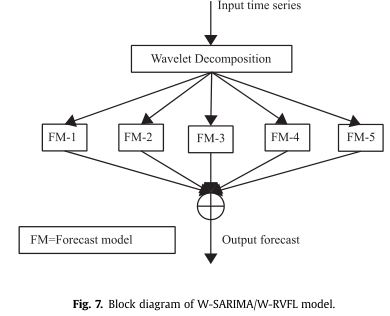 Input time series
Wavelet Decomposition
FM-1 FM-2 FM-3 FM-4 FM-5
FM=Forecast model
Output forecast
Fig. 7. Block diagram of W-SARIMA/W-RVFL model.